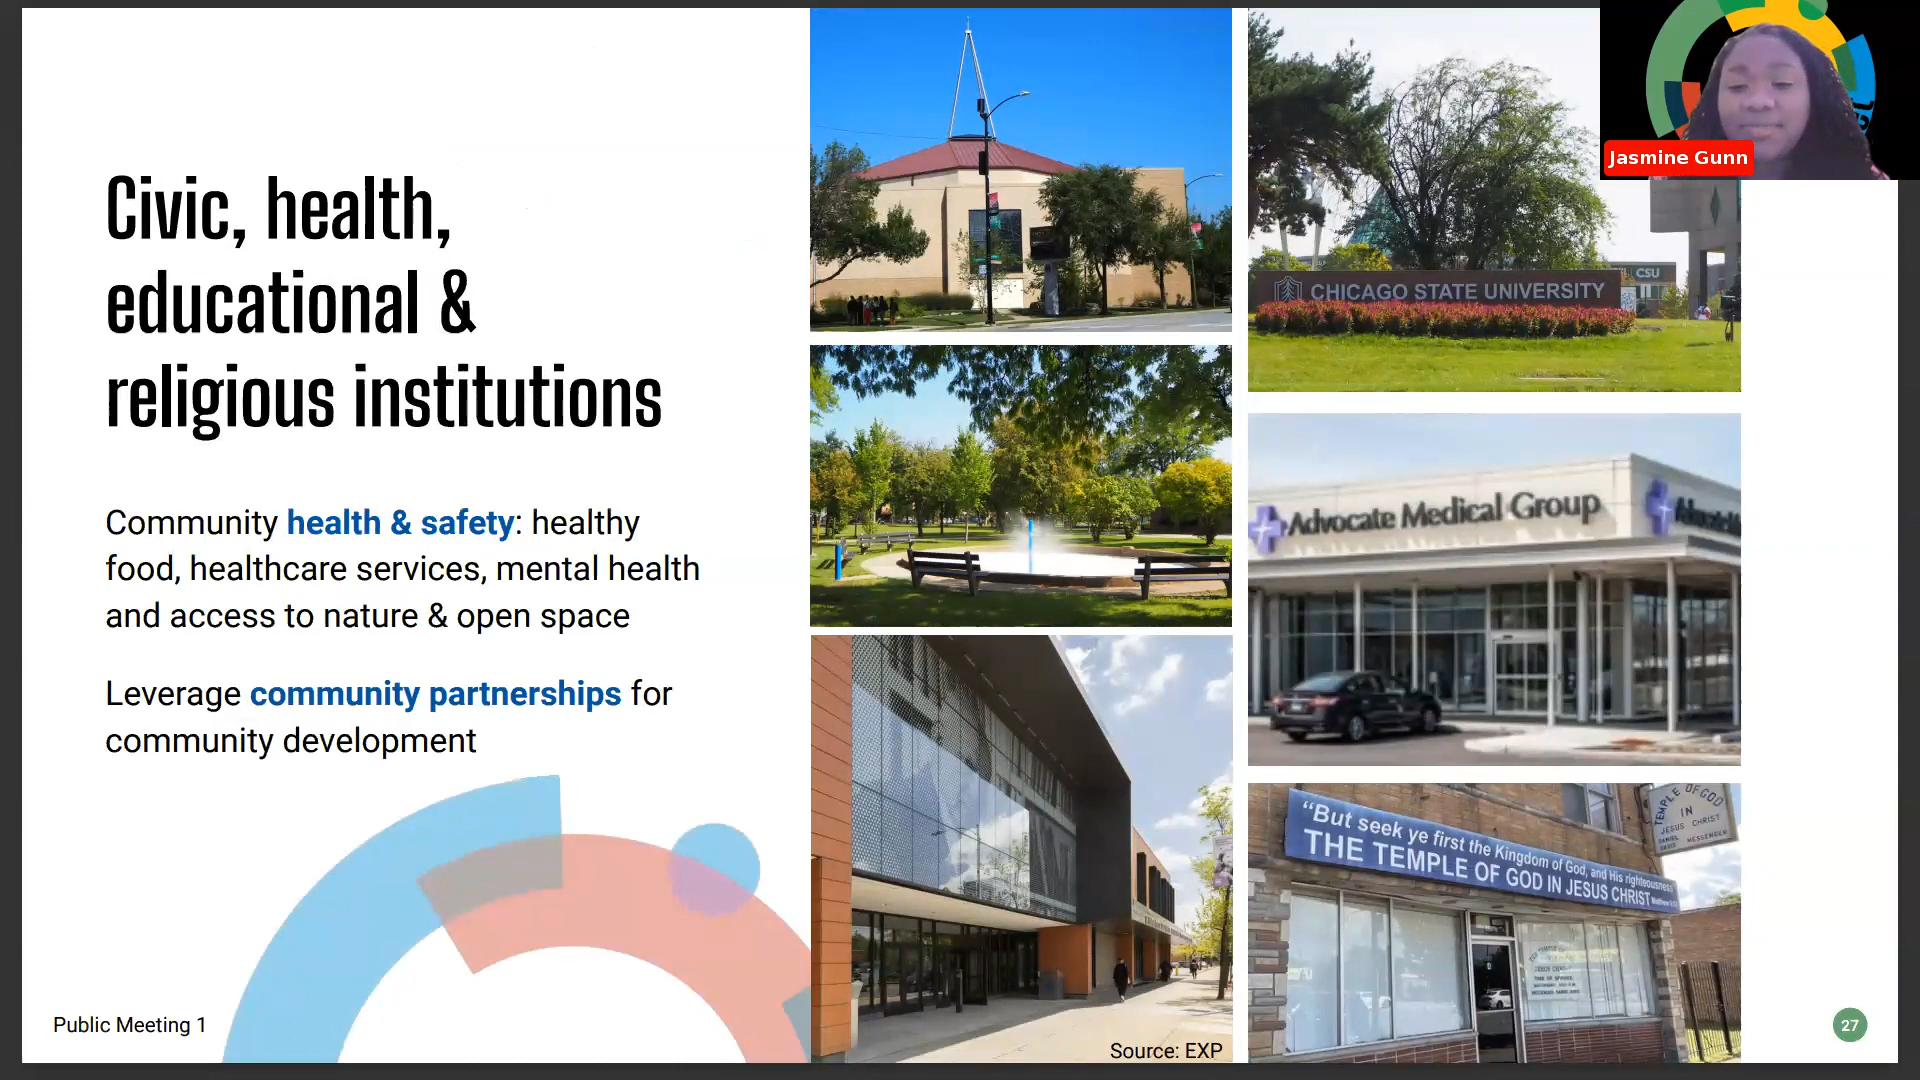 Civic, health,
educational &
religious institutions
Community health & safety: healthy
food, healthcare services, mental health
and access to nature & open space
Leverage community partnerships for
community development
Public Meeting 1
Source: EXP
CSU
CHICAGO STATE UNIVERSITY
Advocate Medical Group
TEMPLE OF GOD
IN
JESUS CHRIST
DANIEL MESSENGER
“But seek ye first the Kingdom of God, and His righteousness
THE TEMPLE OF GOD IN JESUS CHRIST
Jasmine Gunn
27